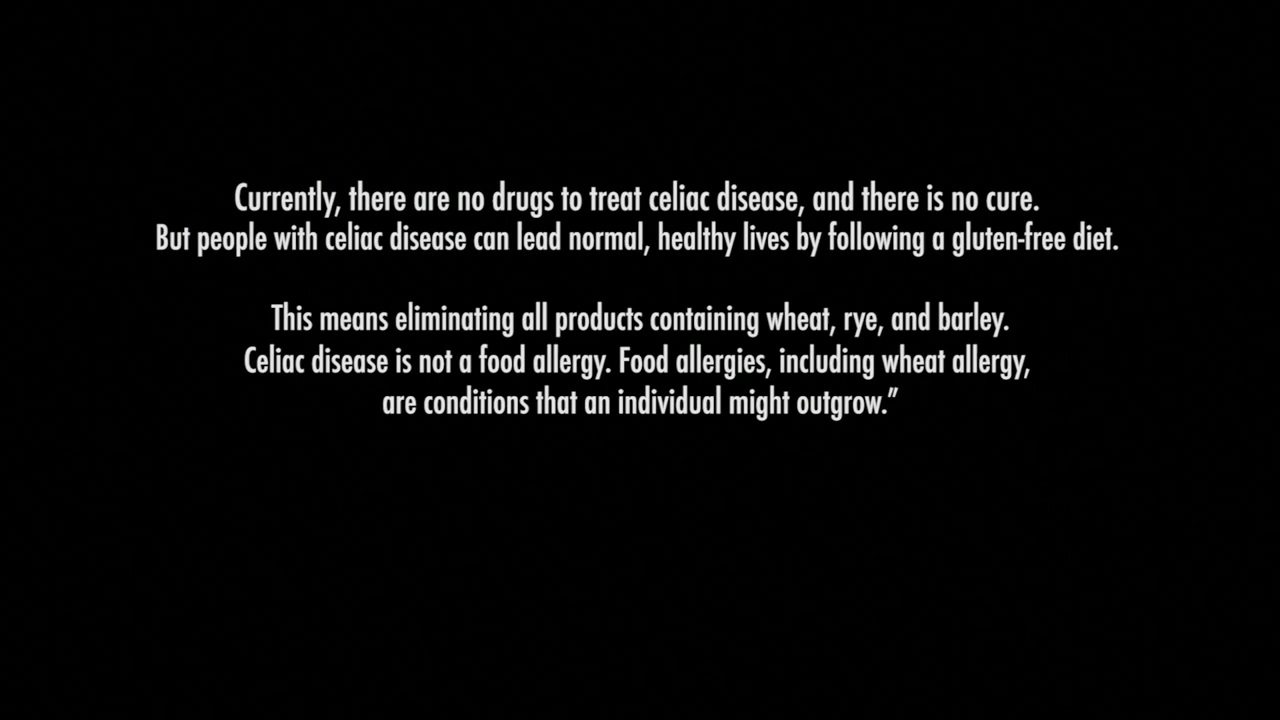 Currently, there are no drugs to treat celiac disease, and there is no cure.
But people with celiac disease can lead normal, healthy lives by following a gluten-free diet.
This means eliminating all products containing wheat, rye, and barley.
Celiac disease is not a food allergy. Food allergies, including wheat allergy,
are conditions that an individual might outgrow.”